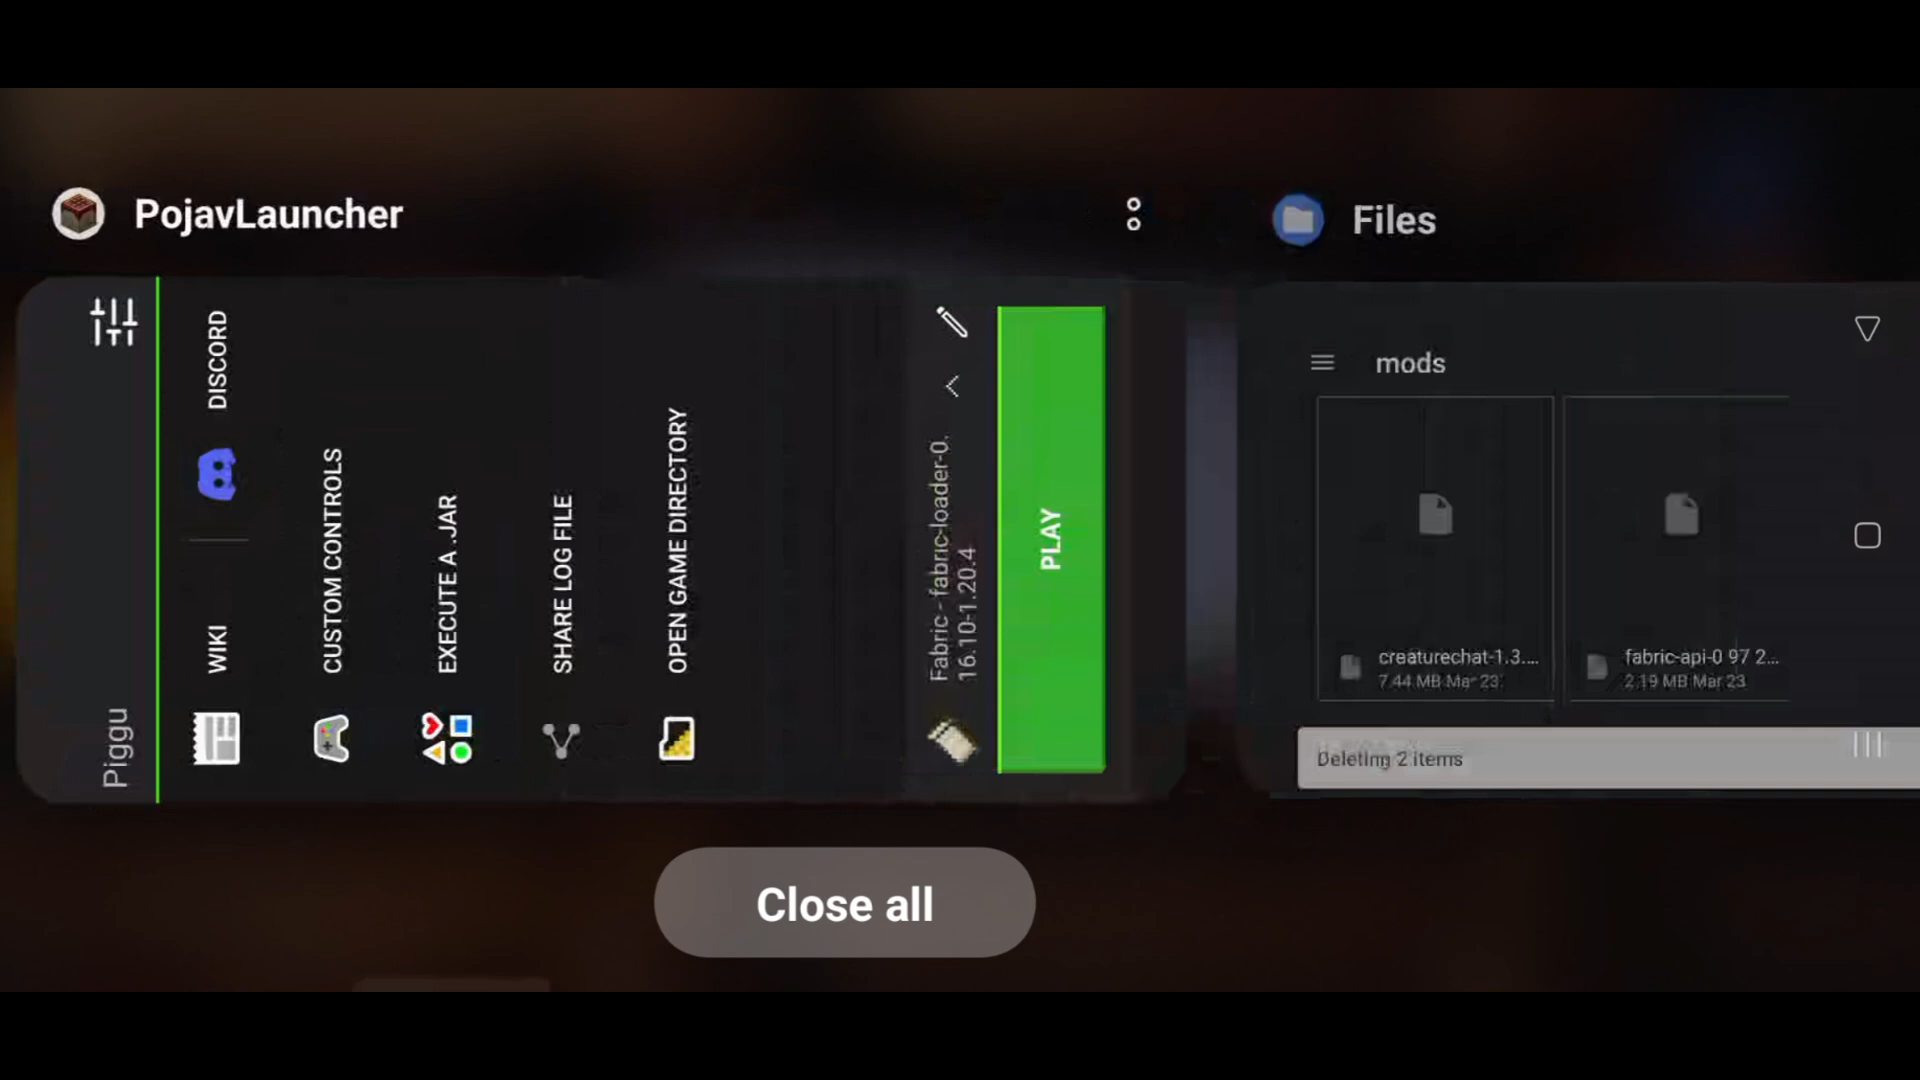 PojavLauncher
Piggu
WIKI
DISCORD
CUSTOM CONTROLS
EXECUTE A .JAR
SHARE LOG FILE
OPEN GAME DIRECTORY
Fabric - fabric-loader-0.
16.10-1.20.4
PLAY
Files
mods
creaturechat-1.3....
7.44 MB Mar 23
fabric-api-0 97 2...
2.19 MB Mar 23
Deleting 2 items
Close all